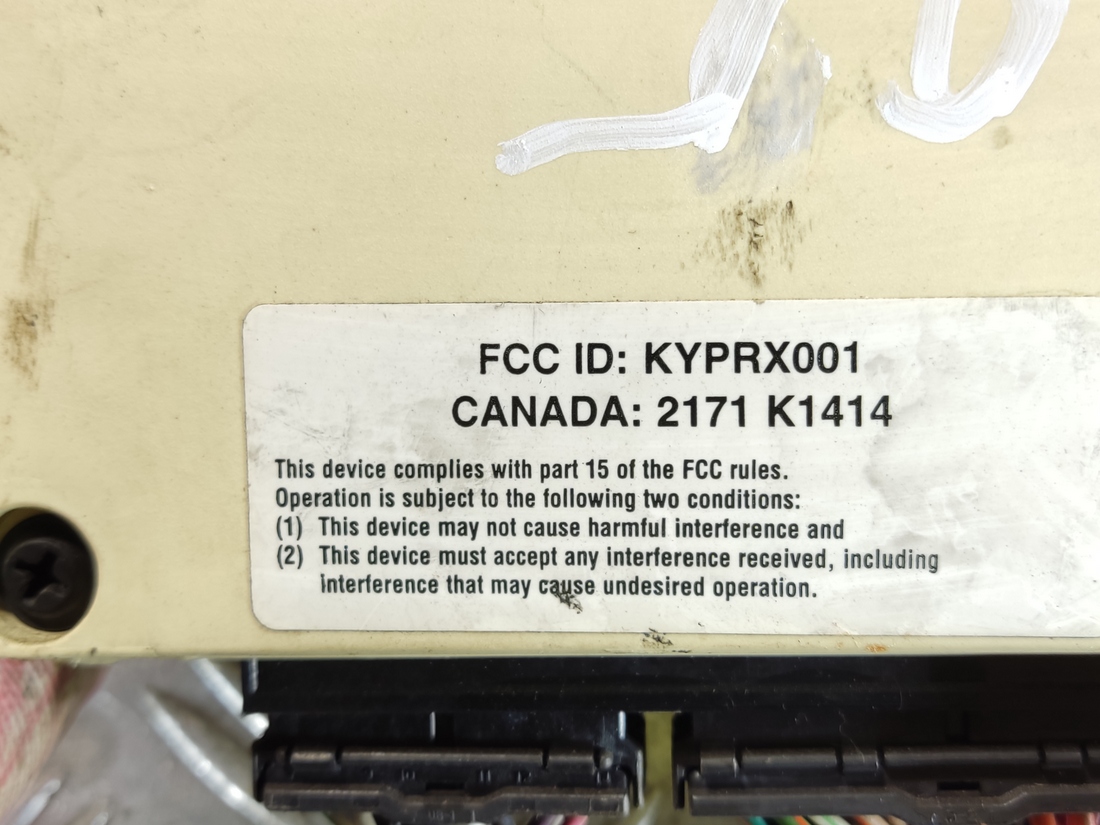 FCC ID: KYPRX001
CANADA: 2171 K1414
This device complies with part 15 of the FCC rules.
Operation is subject to the following two conditions:
(1) This device may not cause harmful interference and
(2) This device must accept any interference received, including
interference that may cause undesired operation.